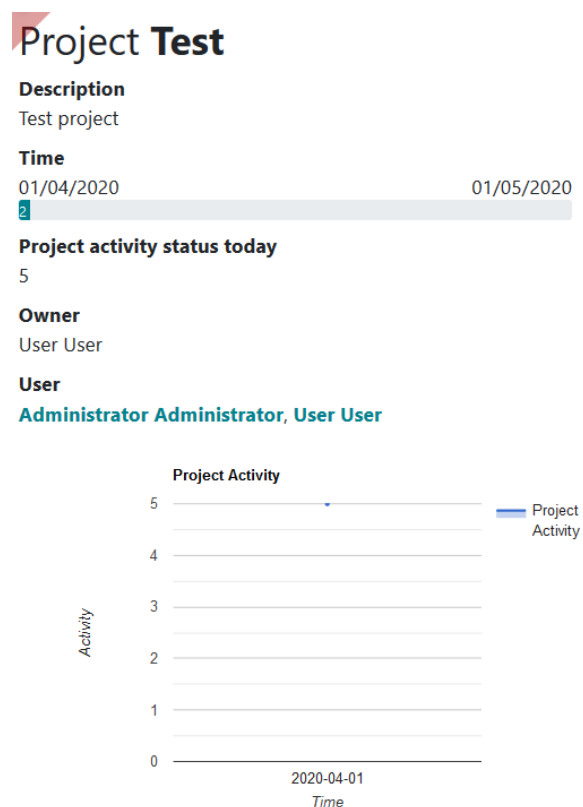 Project Test
Description
Test project
Time
01/04/2020 01/05/2020
2
Project activity status today
5
Owner
User User
User
Administrator Administrator, User User
Project Activity
5
Project
Activity
4
3
Activity
2
1
0
2020-04-01
Time